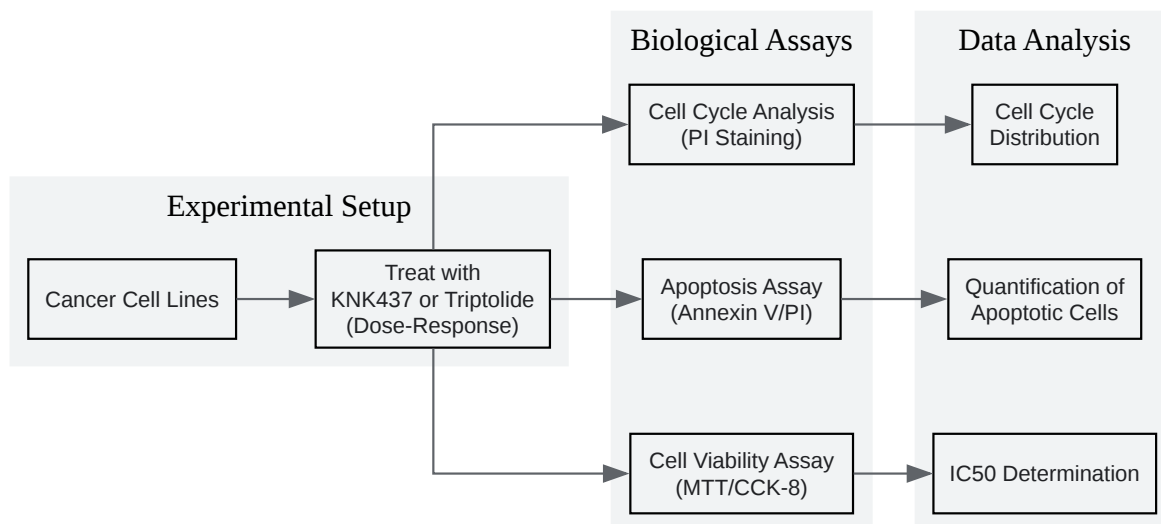 Experimental Setup
Cancer Cell Lines
Treat with
KNK437 or Triptolide
(Dose-Response)
Biological Assays
Cell Cycle Analysis
(PI Staining)
Apoptosis Assay
(Annexin V/PI)
Cell Viability Assay
(MTT/CCK-8)
Data Analysis
Cell Cycle
Distribution
Quantification of
Apoptotic Cells
IC50 Determination